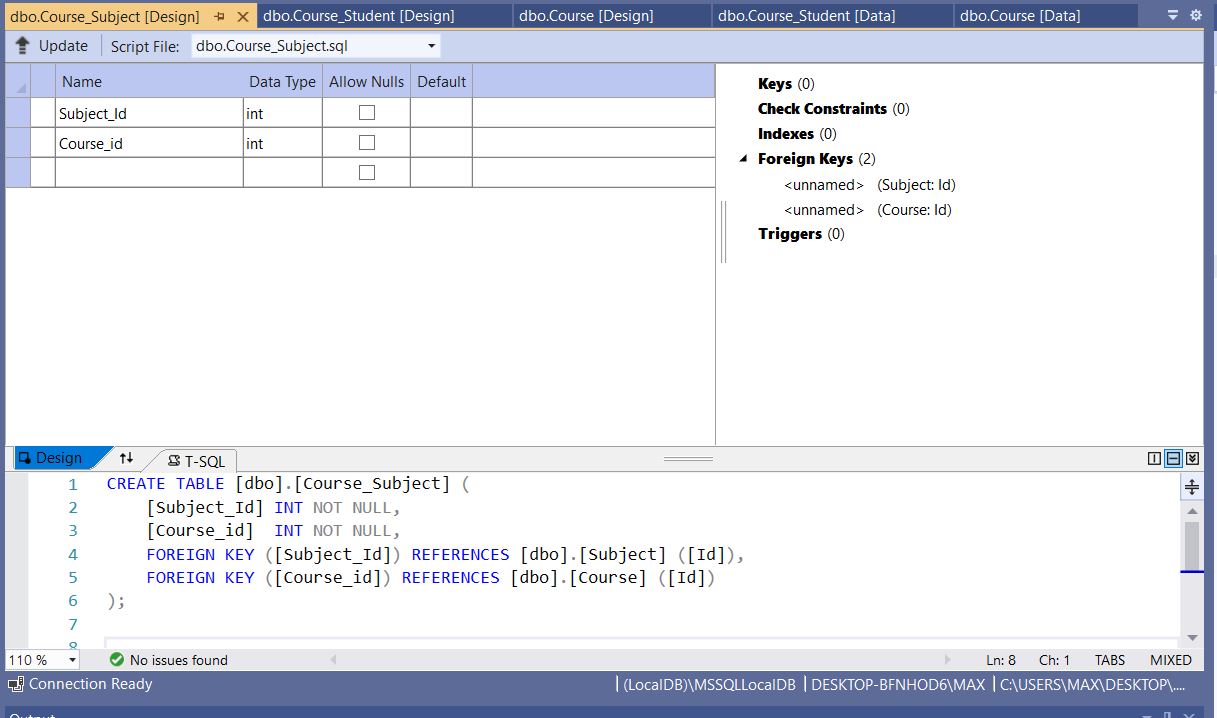 dbo.Course_Subject [Design] dbo.Course_Student [Design] dbo.Course [Design] dbo.Course_Student [Data] dbo.Course [Data]
Update Script File: dbo.Course_Subject.sql
Name Data Type Allow Nulls Default
Subject_Id int
Course_id int
Keys (0)
Check Constraints (0)
Indexes (0)
Foreign Keys (2)
<unnamed> (Subject: Id)
<unnamed> (Course: Id)
Triggers (0)
Design T-SQL
1 CREATE TABLE [dbo].[Course_Subject] (
2 [Subject_Id] INT NOT NULL,
3 [Course_id] INT NOT NULL,
4 FOREIGN KEY ([Subject_Id]) REFERENCES [dbo].[Subject] ([Id]),
5 FOREIGN KEY ([Course_id]) REFERENCES [dbo].[Course] ([Id])
6 );
7
8
110 % No issues found Ln: 8 Ch: 1 TABS MIXED
Connection Ready (LocalDB)\MSSQLLocalDB DESKTOP-BFNHOD6\MAX C:\USERS\MAX\DESKTOP\....
Output